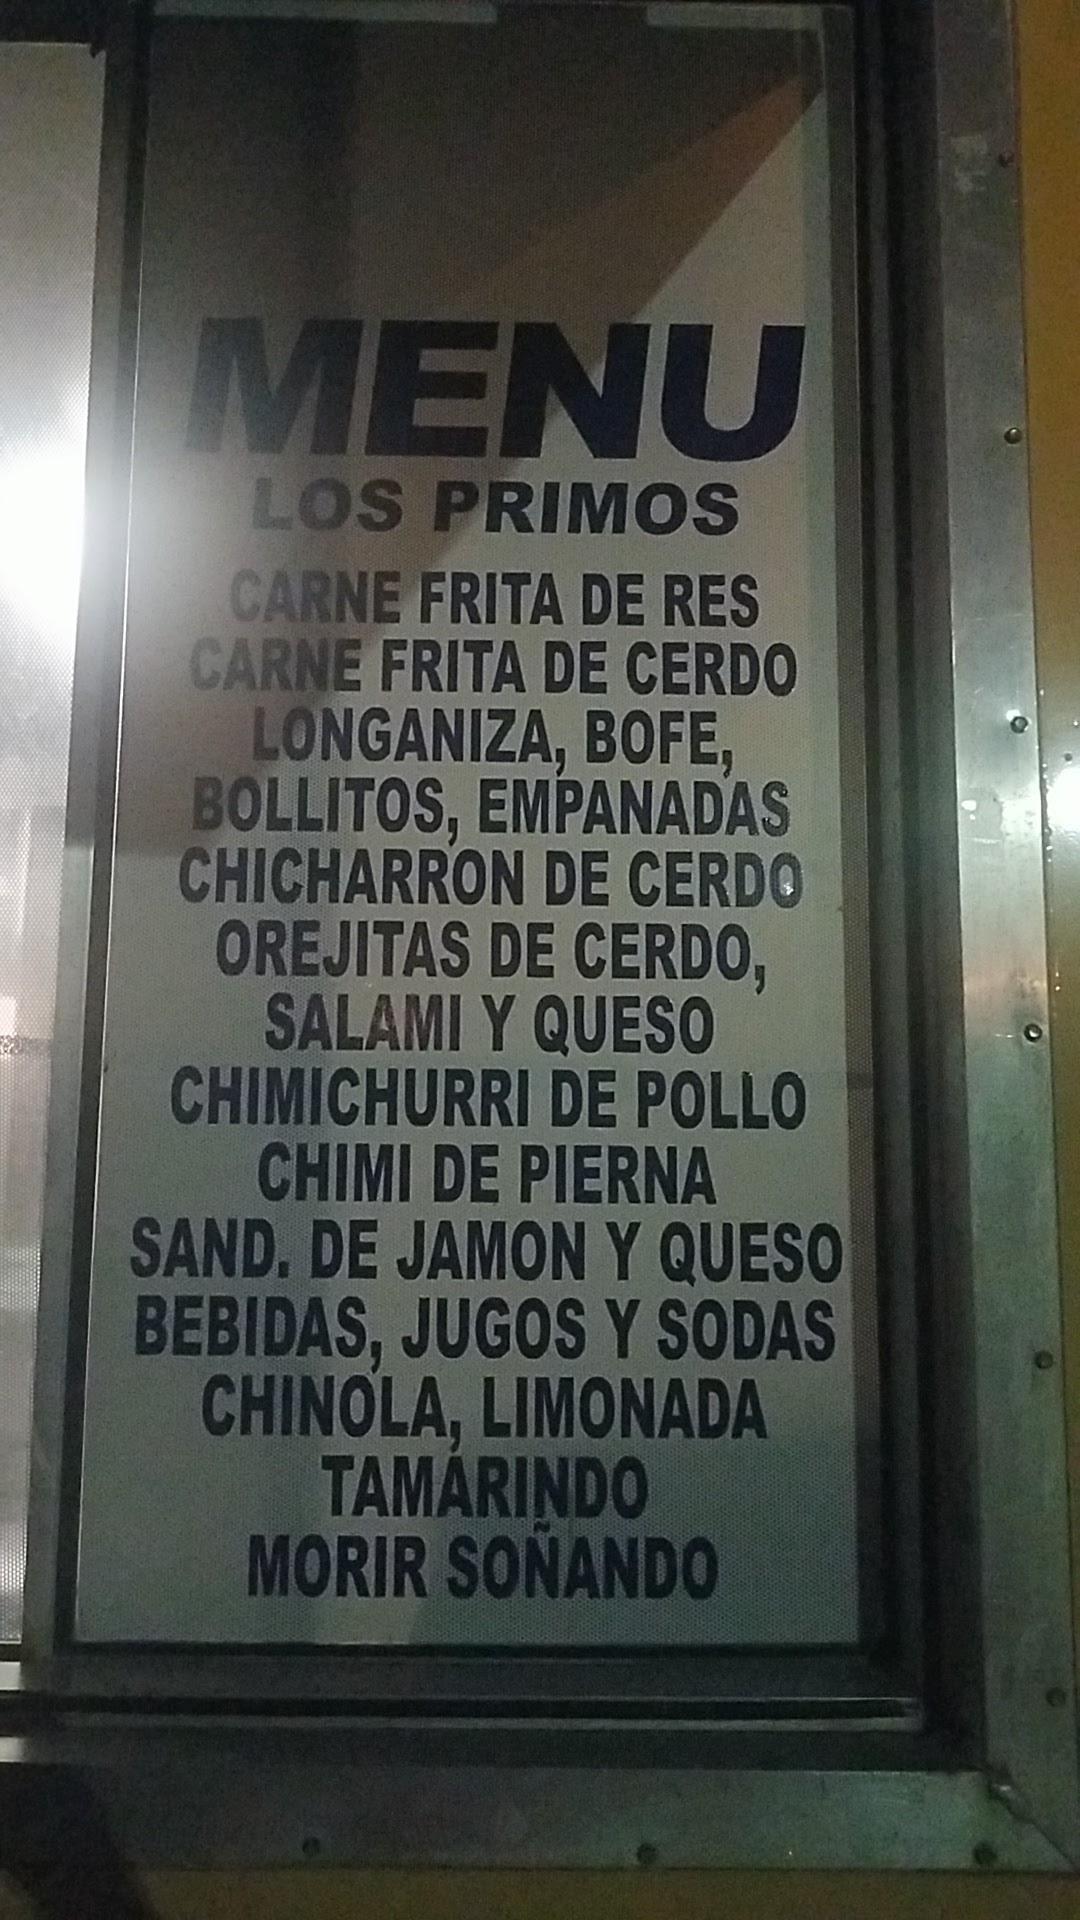 MENU
LOS PRIMOS
CARNE FRITA DE RES
CARNE FRITA DE CERDO
LONGANIZA, BOFE,
BOLLITOS, EMPANADAS
CHICHARRON DE CERDO
OREJITAS DE CERDO,
SALAMI Y QUESO
CHIMICHURRI DE POLLO
CHIMI DE PIERNA
SAND. DE JAMON Y QUESO
BEBIDAS, JUGOS Y SODAS
CHINOLA, LIMONADA
TAMARINDO
MORIR SOÑANDO